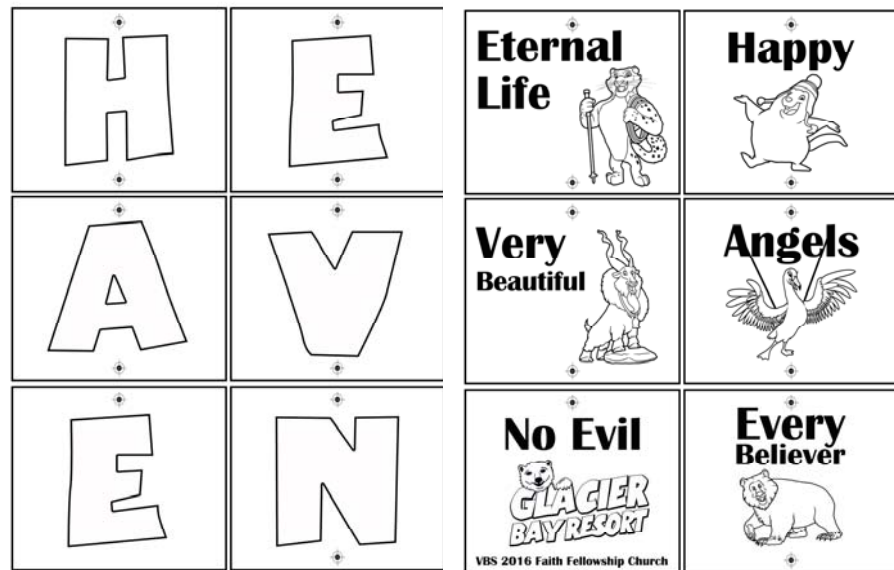 H
E
A
V
E
N
Eternal
Life
Happy
Very
Beautiful
Angels
No Evil
GLACIER
BAY RESORT
VBS 2016 Faith Fellowship Church
Every
Believer